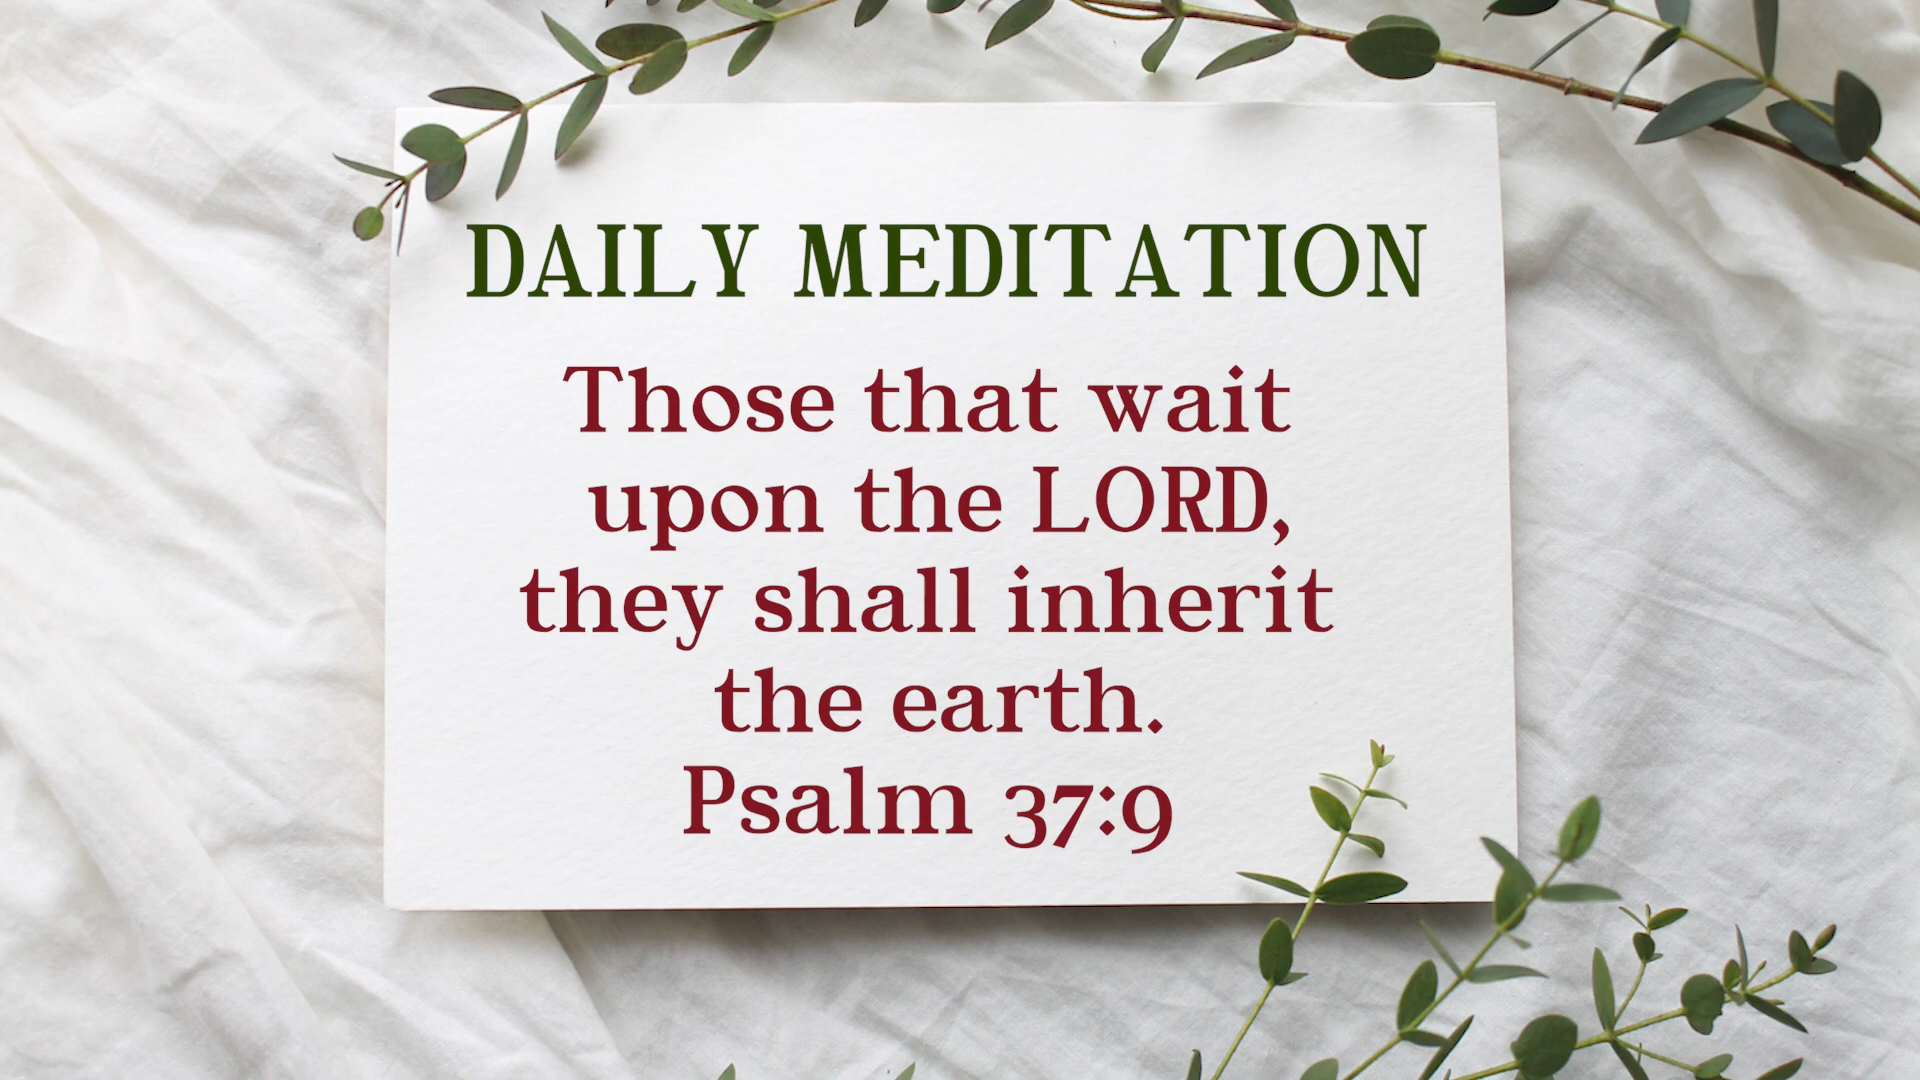 DAILY MEDITATION
Those that wait
upon the LORD,
they shall inherit
the earth.
Psalm 37:9